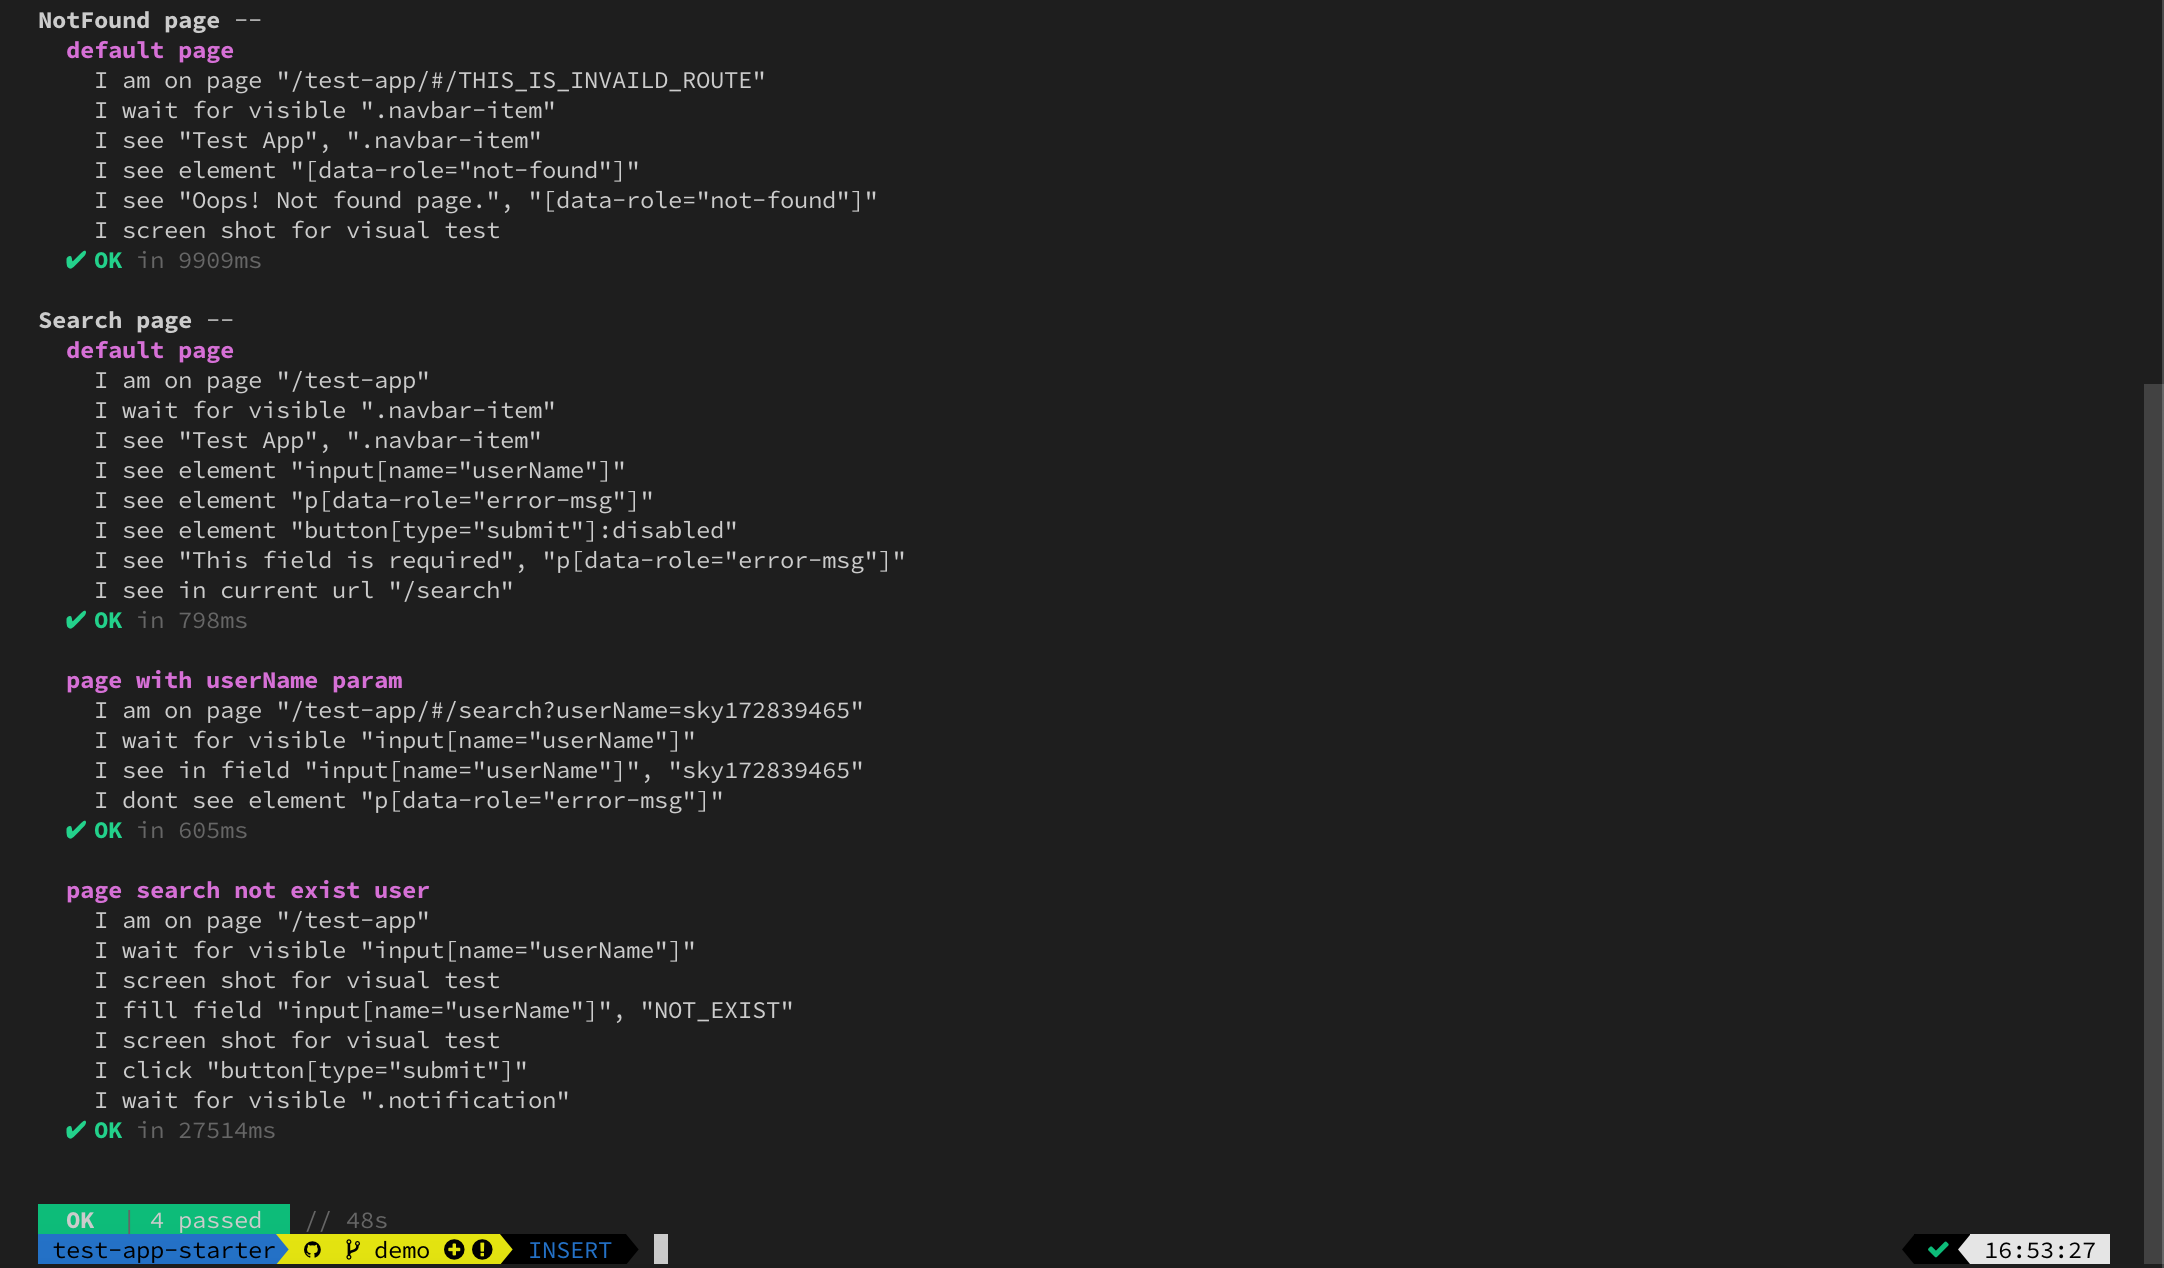 NotFound page --
default page
I am on page "/test-app/#/THIS_IS_INVAILD_ROUTE"
I wait for visible ".navbar-item"
I see "Test App", ".navbar-item"
I see element "[data-role="not-found"]"
I see "Oops! Not found page.", "[data-role="not-found"]"
I screen shot for visual test
✔ OK in 9909ms
Search page --
default page
I am on page "/test-app"
I wait for visible ".navbar-item"
I see "Test App", ".navbar-item"
I see element "input[name="userName"]"
I see element "p[data-role="error-msg"]"
I see element "button[type="submit"]:disabled"
I see "This field is required", "p[data-role="error-msg"]"
I see in current url "/search"
✔ OK in 798ms
page with userName param
I am on page "/test-app/#/search?userName=sky172839465"
I wait for visible "input[name="userName"]"
I see in field "input[name="userName"]", "sky172839465"
I dont see element "p[data-role="error-msg"]"
✔ OK in 605ms
page search not exist user
I am on page "/test-app"
I wait for visible "input[name="userName"]"
I screen shot for visual test
I fill field "input[name="userName"]", "NOT_EXIST"
I screen shot for visual test
I click "button[type="submit"]"
I wait for visible ".notification"
✔ OK in 27514ms
OK | 4 passed // 48s
test-app-starter demo INSERT ✔ 16:53:27